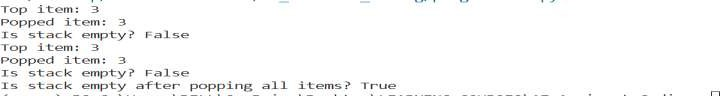 Top item: 3
Popped item: 3
Is stack empty? False
Top item: 3
Popped item: 3
Is stack empty? False
Is stack empty after popping all items? True